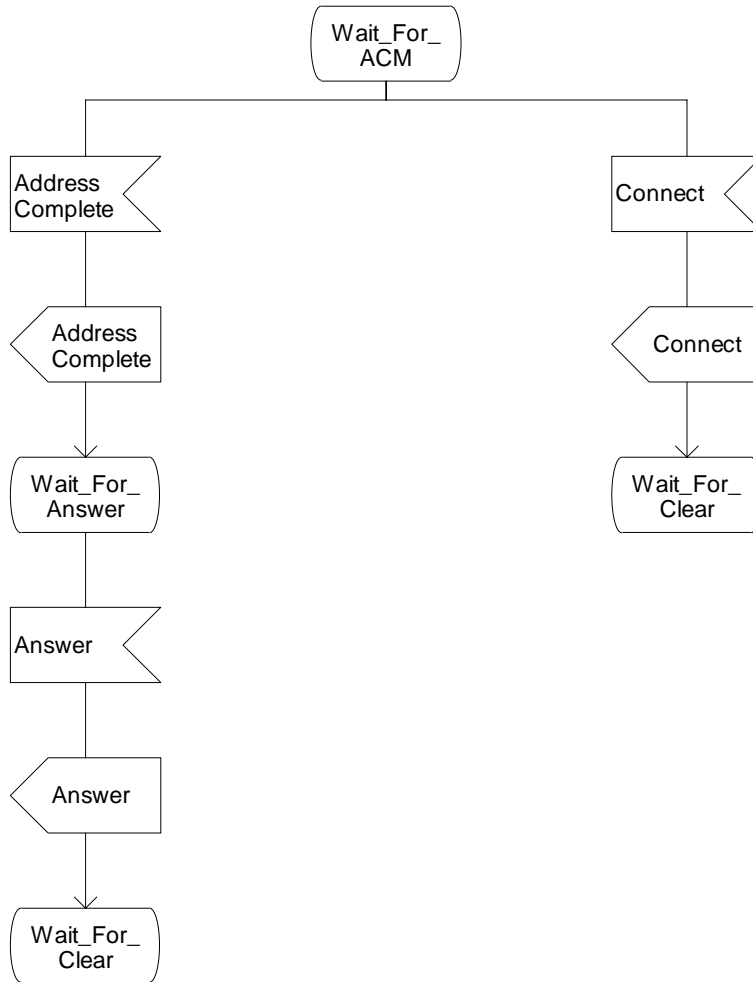 Wait_For_
ACM
Address
Complete
Connect
Address
Complete
Connect
Wait_For_
Answer
Wait_For_
Clear
Answer
Answer
Wait_For_
Clear